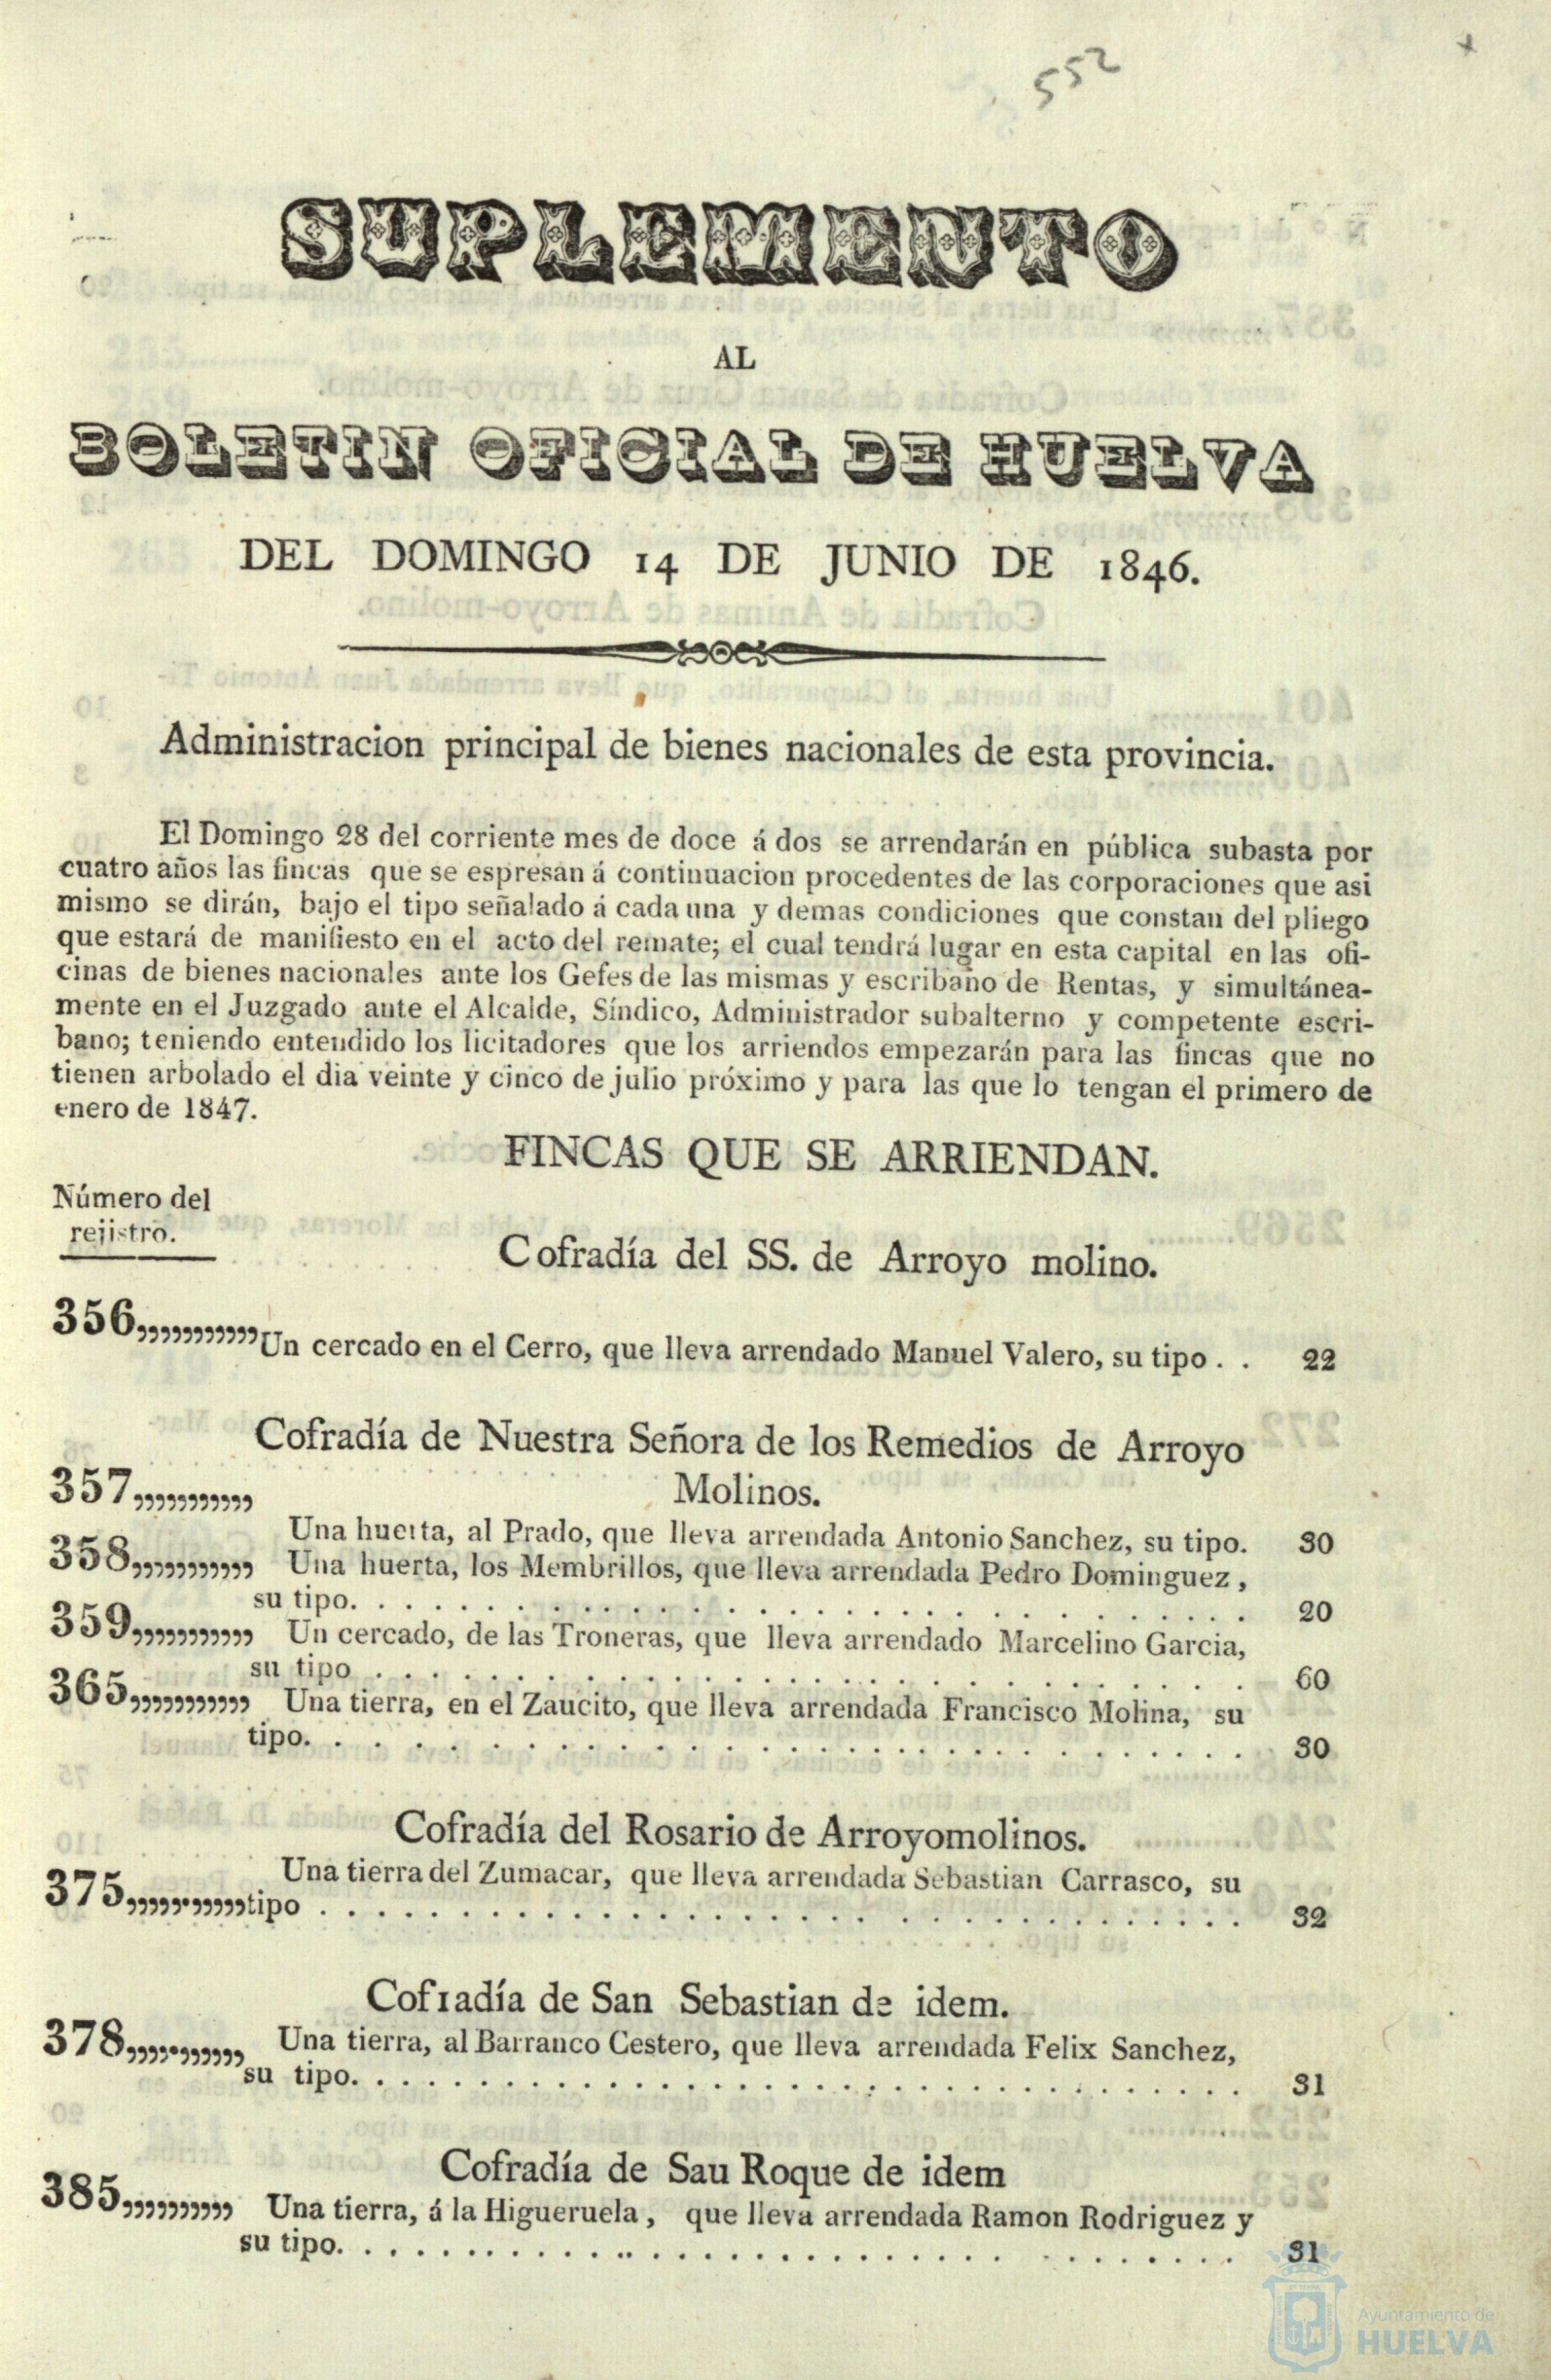 552
SUPLEMENTO
AL
BOLETIN OFICIAL DE HUELVA
DEL DOMINGO 14 DE JUNIO DE 1846.
Administracion principal de bienes nacionales de esta provincia.
El Domingo 28 del corriente mes de doce á dos se arrendarán en pública subasta por
cuatro años las fincas que se espresan á continuacion procedentes de las corporaciones que asi
mismo se dirán, bajo el tipo señalado á cada una y demas condiciones que constan del pliego
que estará de manifiesto en el acto del remate; el cual tendrá lugar en esta capital en las ofi-
cinas de bienes nacionales ante los Gefes de las mismas y escribano de Rentas, y simultánea-
mente en el Juzgado ante el Alcalde, Síndico, Administrador subalterno y competente escri-
bano; teniendo entendido los licitadores que los arriendos empezarán para las fincas que no
tienen arbolado el dia veinte y cinco de julio próximo y para las que lo tengan el primero de
enero de 1847.
FINCAS QUE SE ARRIENDAN.
Número del
rejistro.
Cofradía del SS. de Arroyo molino.
356,,,,,,,,,,,Un cercado en el Cerro, que lleva arrendado Manuel Valero, su tipo . . 22
Cofradía de Nuestra Señora de los Remedios de Arroyo
357,,,,,,,,,,, Molinos.
Una huerta, al Prado, que lleva arrendada Antonio Sanchez, su tipo. 30
358,,,,,,,,,,, Una huerta, los Membrillos, que lleva arrendada Pedro Dominguez,
su tipo. . . . . . . . . . . . . . . . . . . . . . . . . . . . . . . . 20
359,,,,,,,,,,, Un cercado, de las Troneras, que lleva arrendado Marcelino Garcia,
su tipo . . . . . . . . . . . . . . . . . . . . . . . . . . . . . . . 60
365,,,,,,,,,,, Una tierra, en el Zaucito, que lleva arrendada Francisco Molina, su
tipo. . . . . . . . . . . . . . . . . . . . . . . . . . . . . . . . . 30
Cofradía del Rosario de Arroyomolinos.
Una tierra del Zumacar, que lleva arrendada Sebastian Carrasco, su
375,,,,,,,,,,,tipo . . . . . . . . . . . . . . . . . . . . . . . . . . . . . . . . 32
Cofradía de San Sebastian de idem.
378,,,,,,,,,,, Una tierra, al Barranco Cestero, que lleva arrendada Felix Sanchez,
su tipo. . . . . . . . . . . . . . . . . . . . . . . . . . . . . . . . 31
Cofradía de Sau Roque de idem
385,,,,,,,,,, Una tierra, á la Higueruela, que lleva arrendada Ramon Rodriguez y
su tipo. . . . . . . . . . . . . . . . . . . . . . . . . . . . . . . . 31
Ayuntamiento de
HUELVA